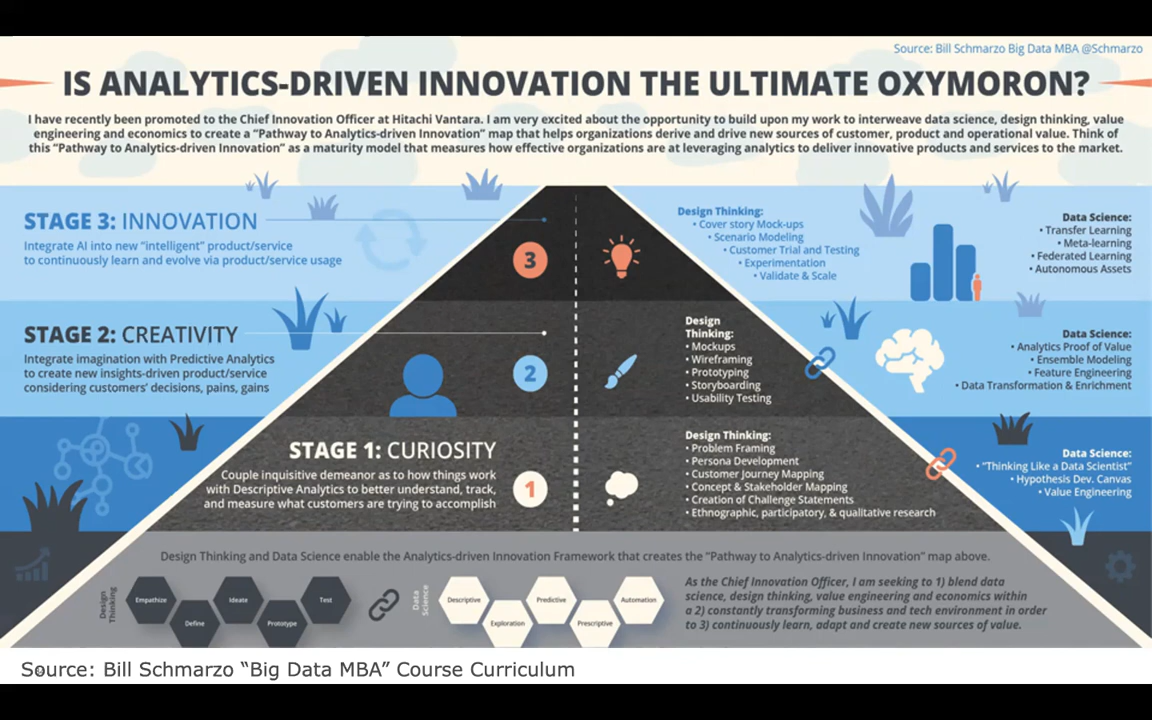 Source: Bill Schmarzo Big Data MBA @Schmarzo
IS ANALYTICS-DRIVEN INNOVATION THE ULTIMATE OXYMORON?
I have recently been promoted to the Chief Innovation Officer at Hitachi Vantara. I am very excited about the opportunity to build upon my work to interweave data science, design thinking, value
engineering and economics to create a “Pathway to Analytics-driven Innovation” map that helps organizations derive and drive new sources of customer, product and operational value. Think of
this “Pathway to Analytics-driven Innovation” as a maturity model that measures how effective organizations are at leveraging analytics to deliver innovative products and services to the market.
STAGE 3: INNOVATION
Integrate AI into new “intelligent” product/service
to continuously learn and evolve via product/service usage
3
Design Thinking:
• Cover story Mock-ups
• Scenario Modeling
• Customer Trial and Testing
• Experimentation
• Validate & Scale
Data Science:
• Transfer Learning
• Meta-learning
• Federated Learning
• Autonomous Assets
STAGE 2: CREATIVITY
Integrate imagination with Predictive Analytics
to create new insights-driven product/service
considering customers’ decisions, pains, gains
2
Design
Thinking:
• Mockups
• Wireframing
• Prototyping
• Storyboarding
• Usability Testing
Data Science:
• Analytics Proof of Value
• Ensemble Modeling
• Feature Engineering
• Data Transformation & Enrichment
STAGE 1: CURIOSITY
Couple inquisitive demeanor as to how things work
with Descriptive Analytics to better understand, track,
and measure what customers are trying to accomplish
1
Design Thinking:
• Problem Framing
• Persona Development
• Customer Journey Mapping
• Concept & Stakeholder Mapping
• Creation of Challenge Statements
• Ethnographic, participatory, & qualitative research
Data Science:
• “Thinking Like a Data Scientist”
• Hypothesis Dev. Canvas
• Value Engineering
Design Thinking and Data Science enable the Analytics-driven Innovation Framework that creates the “Pathway to Analytics-driven Innovation” map above.
Design
Thinking
Empathize
Define
Ideate
Prototype
Test
Data
Science
Descriptive
Exploration
Predictive
Prescriptive
Automation
As the Chief Innovation Officer, I am seeking to 1) blend data
science, design thinking, value engineering and economics within
a 2) constantly transforming business and tech environment in order
to 3) continuously learn, adapt and create new sources of value.
Source: Bill Schmarzo “Big Data MBA” Course Curriculum